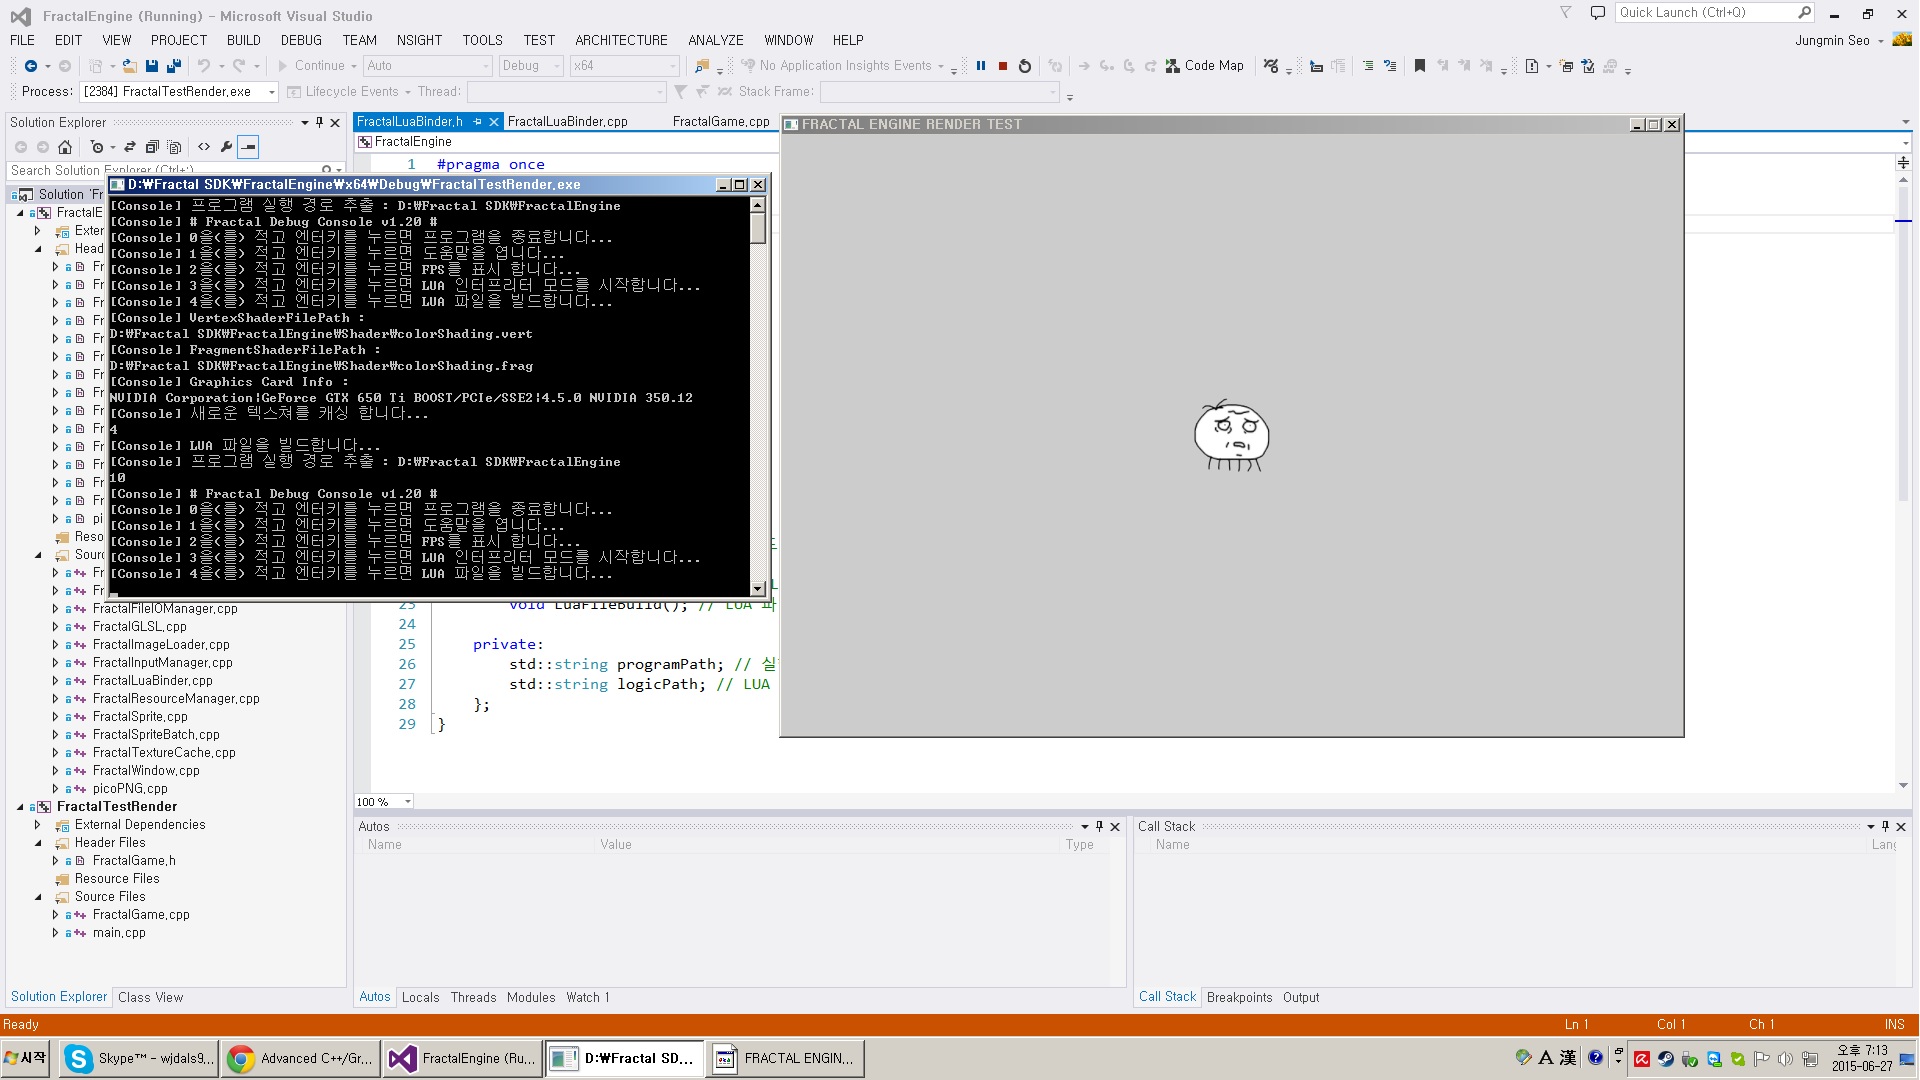 FractalEngine (Running) - Microsoft Visual Studio
Quick Launch (Ctrl+Q)
FILE EDIT VIEW PROJECT BUILD DEBUG TEAM NSIGHT TOOLS TEST ARCHITECTURE ANALYZE WINDOW HELP
Jungmin Seo
Continue Auto Debug x64 No Application Insights Events Code Map
Process: [2384] FractalTestRender.exe Lifecycle Events Thread: Stack Frame:
Solution Explorer
Search Solution Explorer (Ctrl+;)
Solution 'Fr
FractalE
Exter
Head
Fr
Fr
Fr
Fr
Fr
Fr
Fr
Fr
Fr
Fr
Fr
Fr
Fr
Fr
pi
Reso
Sourc
Fr
Fr
FractalFileIOManager.cpp
FractalGLSL.cpp
FractalImageLoader.cpp
FractalInputManager.cpp
FractalLuaBinder.cpp
FractalResourceManager.cpp
FractalSprite.cpp
FractalSpriteBatch.cpp
FractalTextureCache.cpp
FractalWindow.cpp
picoPNG.cpp
FractalTestRender
External Dependencies
Header Files
FractalGame.h
Resource Files
Source Files
FractalGame.cpp
main.cpp
Solution Explorer Class View
FractalLuaBinder.h FractalLuaBinder.cpp FractalGame.cpp
FractalEngine
1 #pragma once
D:₩Fractal SDK₩FractalEngine₩x64₩Debug₩FractalTestRender.exe
[Console] 프로그램 실행 경로 추출 : D:₩Fractal SDK₩FractalEngine
[Console] # Fractal Debug Console v1.20 #
[Console] 0을(를) 적고 엔터키를 누르면 프로그램을 종료합니다...
[Console] 1을(를) 적고 엔터키를 누르면 도움말을 엽니다...
[Console] 2을(를) 적고 엔터키를 누르면 FPS를 표시 합니다...
[Console] 3을(를) 적고 엔터키를 누르면 LUA 인터프리터 모드를 시작합니다...
[Console] 4을(를) 적고 엔터키를 누르면 LUA 파일을 빌드합니다...
[Console] VertexShaderFilePath :
D:₩Fractal SDK₩FractalEngine₩Shader₩colorShading.vert
[Console] FragmentShaderFilePath :
D:₩Fractal SDK₩FractalEngine₩Shader₩colorShading.frag
[Console] Graphics Card Info :
NVIDIA Corporation|GeForce GTX 650 Ti BOOST/PCIe/SSE2|4.5.0 NVIDIA 350.12
[Console] 새로운 텍스쳐를 캐싱 합니다...
4
[Console] LUA 파일을 빌드합니다...
[Console] 프로그램 실행 경로 추출 : D:₩Fractal SDK₩FractalEngine
10
[Console] # Fractal Debug Console v1.20 #
[Console] 0을(를) 적고 엔터키를 누르면 프로그램을 종료합니다...
[Console] 1을(를) 적고 엔터키를 누르면 도움말을 엽니다...
[Console] 2을(를) 적고 엔터키를 누르면 FPS를 표시 합니다...
[Console] 3을(를) 적고 엔터키를 누르면 LUA 인터프리터 모드를 시작합니다...
[Console] 4을(를) 적고 엔터키를 누르면 LUA 파일을 빌드합니다...
23 void LuaFileBuild(); // LUA 파
24
25 private:
26 std::string programPath; // 실
27 std::string logicPath; // LUA
28 };
29 }
100 %
FRACTAL ENGINE RENDER TEST
Autos
Name Value Type
Autos Locals Threads Modules Watch 1
Call Stack
Name Lang
Call Stack Breakpoints Output
Ready Ln 1 Col 1 Ch 1 INS
시작 Skype™ - wjdals9... Advanced C++/Gr... FractalEngine (Ru... D:₩Fractal SD... FRACTAL ENGIN...
A 漢
오후 7:13
2015-06-27